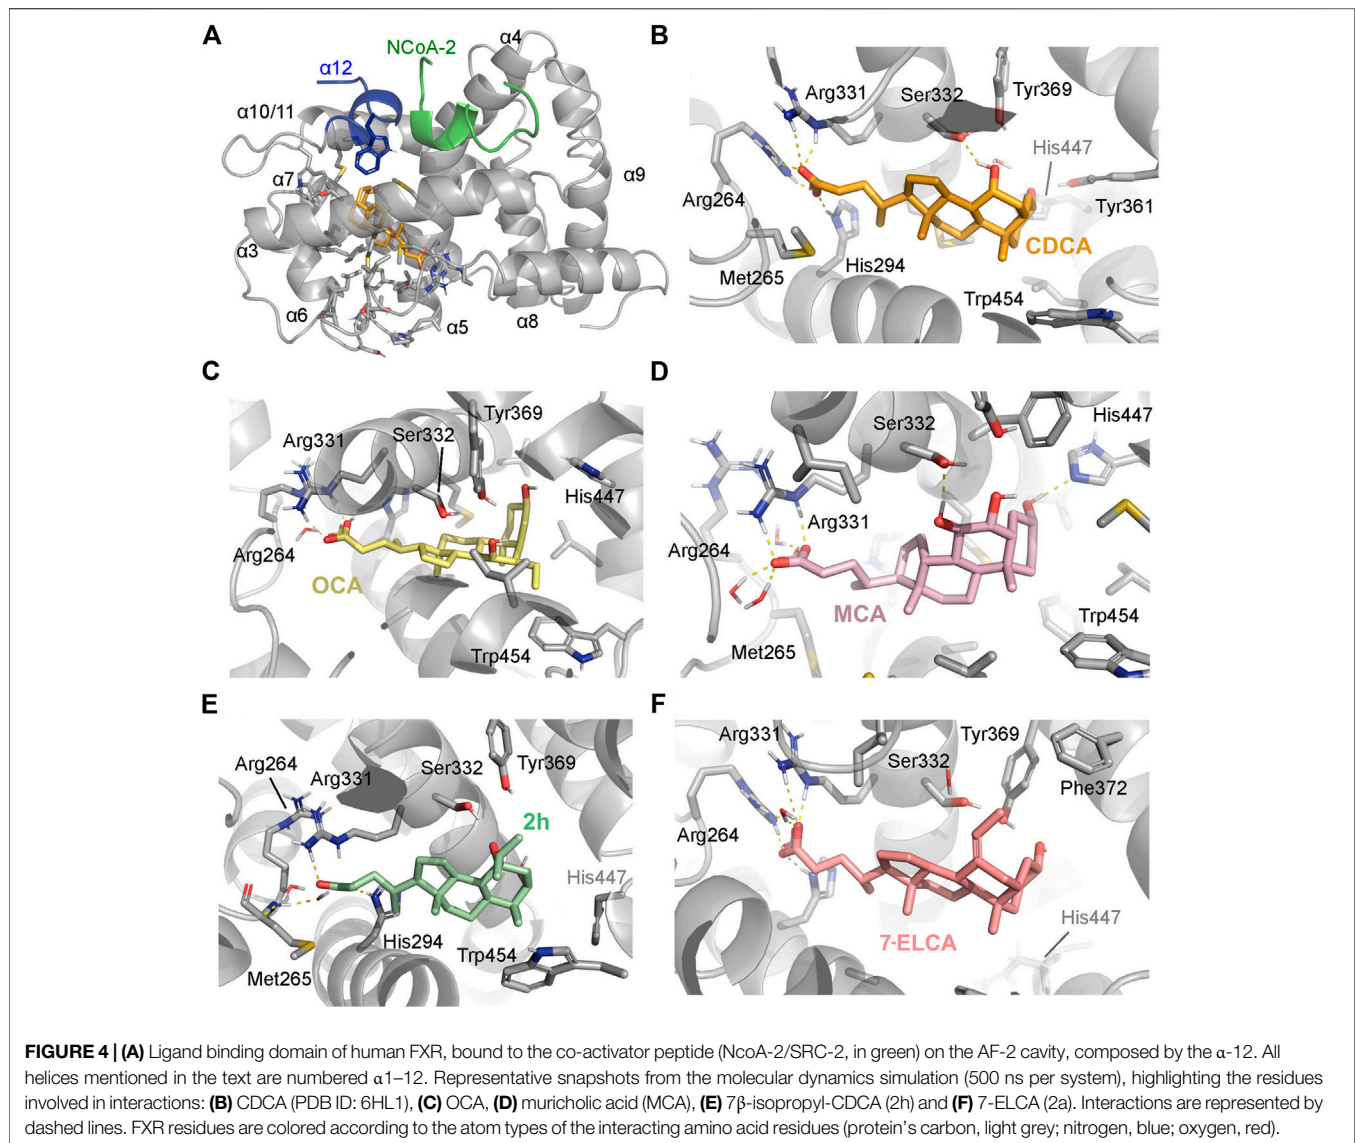 A
NCoA-2
α4
α12
α10/11
α7
α9
α3
α6
α5
α8
B
Arg331
Ser332
Tyr369
His447
Arg264
Tyr361
CDCA
Met265
His294
Trp454
C
Tyr369
Arg331
Ser332
His447
Arg264
OCA
Trp454
D
Ser332
His447
Arg331
Arg264
MCA
Met265
Trp454
E
Arg264
Arg331
Ser332
Tyr369
2h
His447
His294
Trp454
Met265
F
Arg331
Tyr369
Ser332
Phe372
Arg264
7-ELCA
His447
FIGURE 4 | (A) Ligand binding domain of human FXR, bound to the co-activator peptide (NcoA-2/SRC-2, in green) on the AF-2 cavity, composed by the α-12. All
helices mentioned in the text are numbered α1–12. Representative snapshots from the molecular dynamics simulation (500 ns per system), highlighting the residues
involved in interactions: (B) CDCA (PDB ID: 6HL1), (C) OCA, (D) muricholic acid (MCA), (E) 7β-isopropyl-CDCA (2h) and (F) 7-ELCA (2a). Interactions are represented by
dashed lines. FXR residues are colored according to the atom types of the interacting amino acid residues (protein's carbon, light grey; nitrogen, blue; oxygen, red).